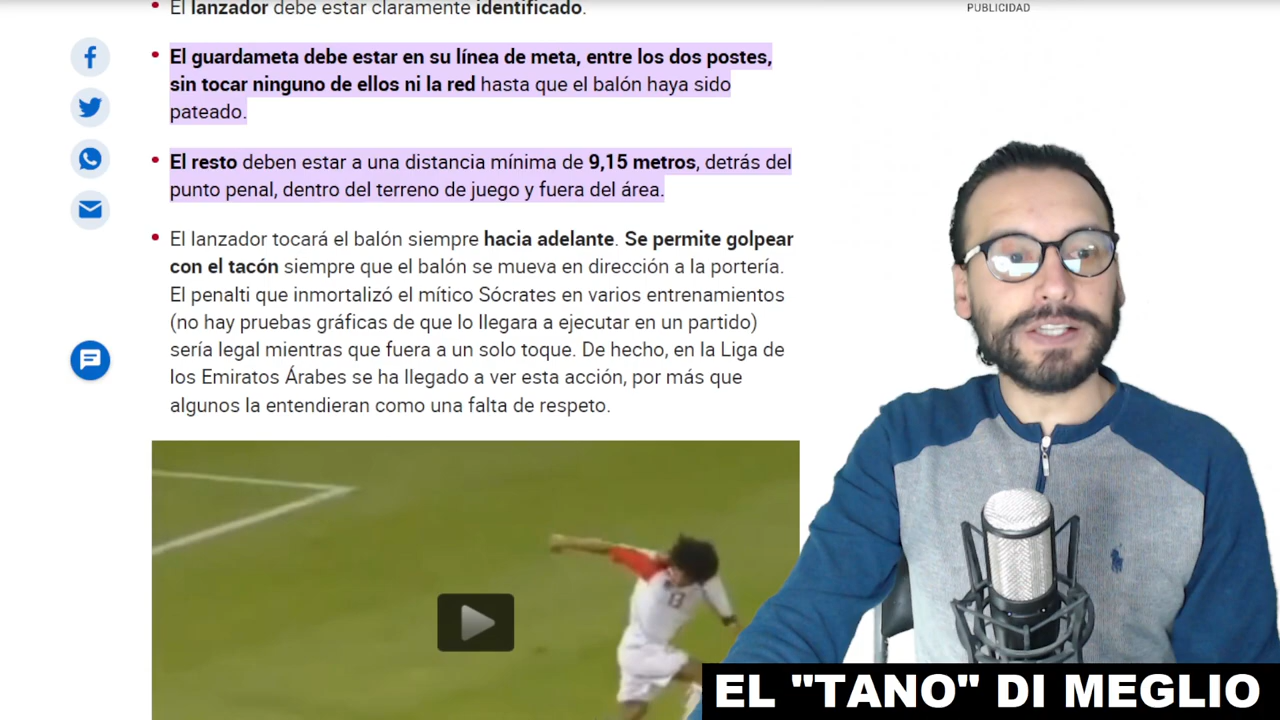 El lanzador debe estar claramente identificado.
PUBLICIDAD
El guardameta debe estar en su línea de meta, entre los dos postes,
sin tocar ninguno de ellos ni la red hasta que el balón haya sido
pateado.
El resto deben estar a una distancia mínima de 9,15 metros, detrás del
punto penal, dentro del terreno de juego y fuera del área.
El lanzador tocará el balón siempre hacia adelante. Se permite golpear
con el tacón siempre que el balón se mueva en dirección a la portería.
El penalti que inmortalizó el mítico Sócrates en varios entrenamientos
(no hay pruebas gráficas de que lo llegara a ejecutar en un partido)
sería legal mientras que fuera a un solo toque. De hecho, en la Liga de
los Emiratos Árabes se ha llegado a ver esta acción, por más que
algunos la entendieran como una falta de respeto.
EL "TANO" DI MEGLIO